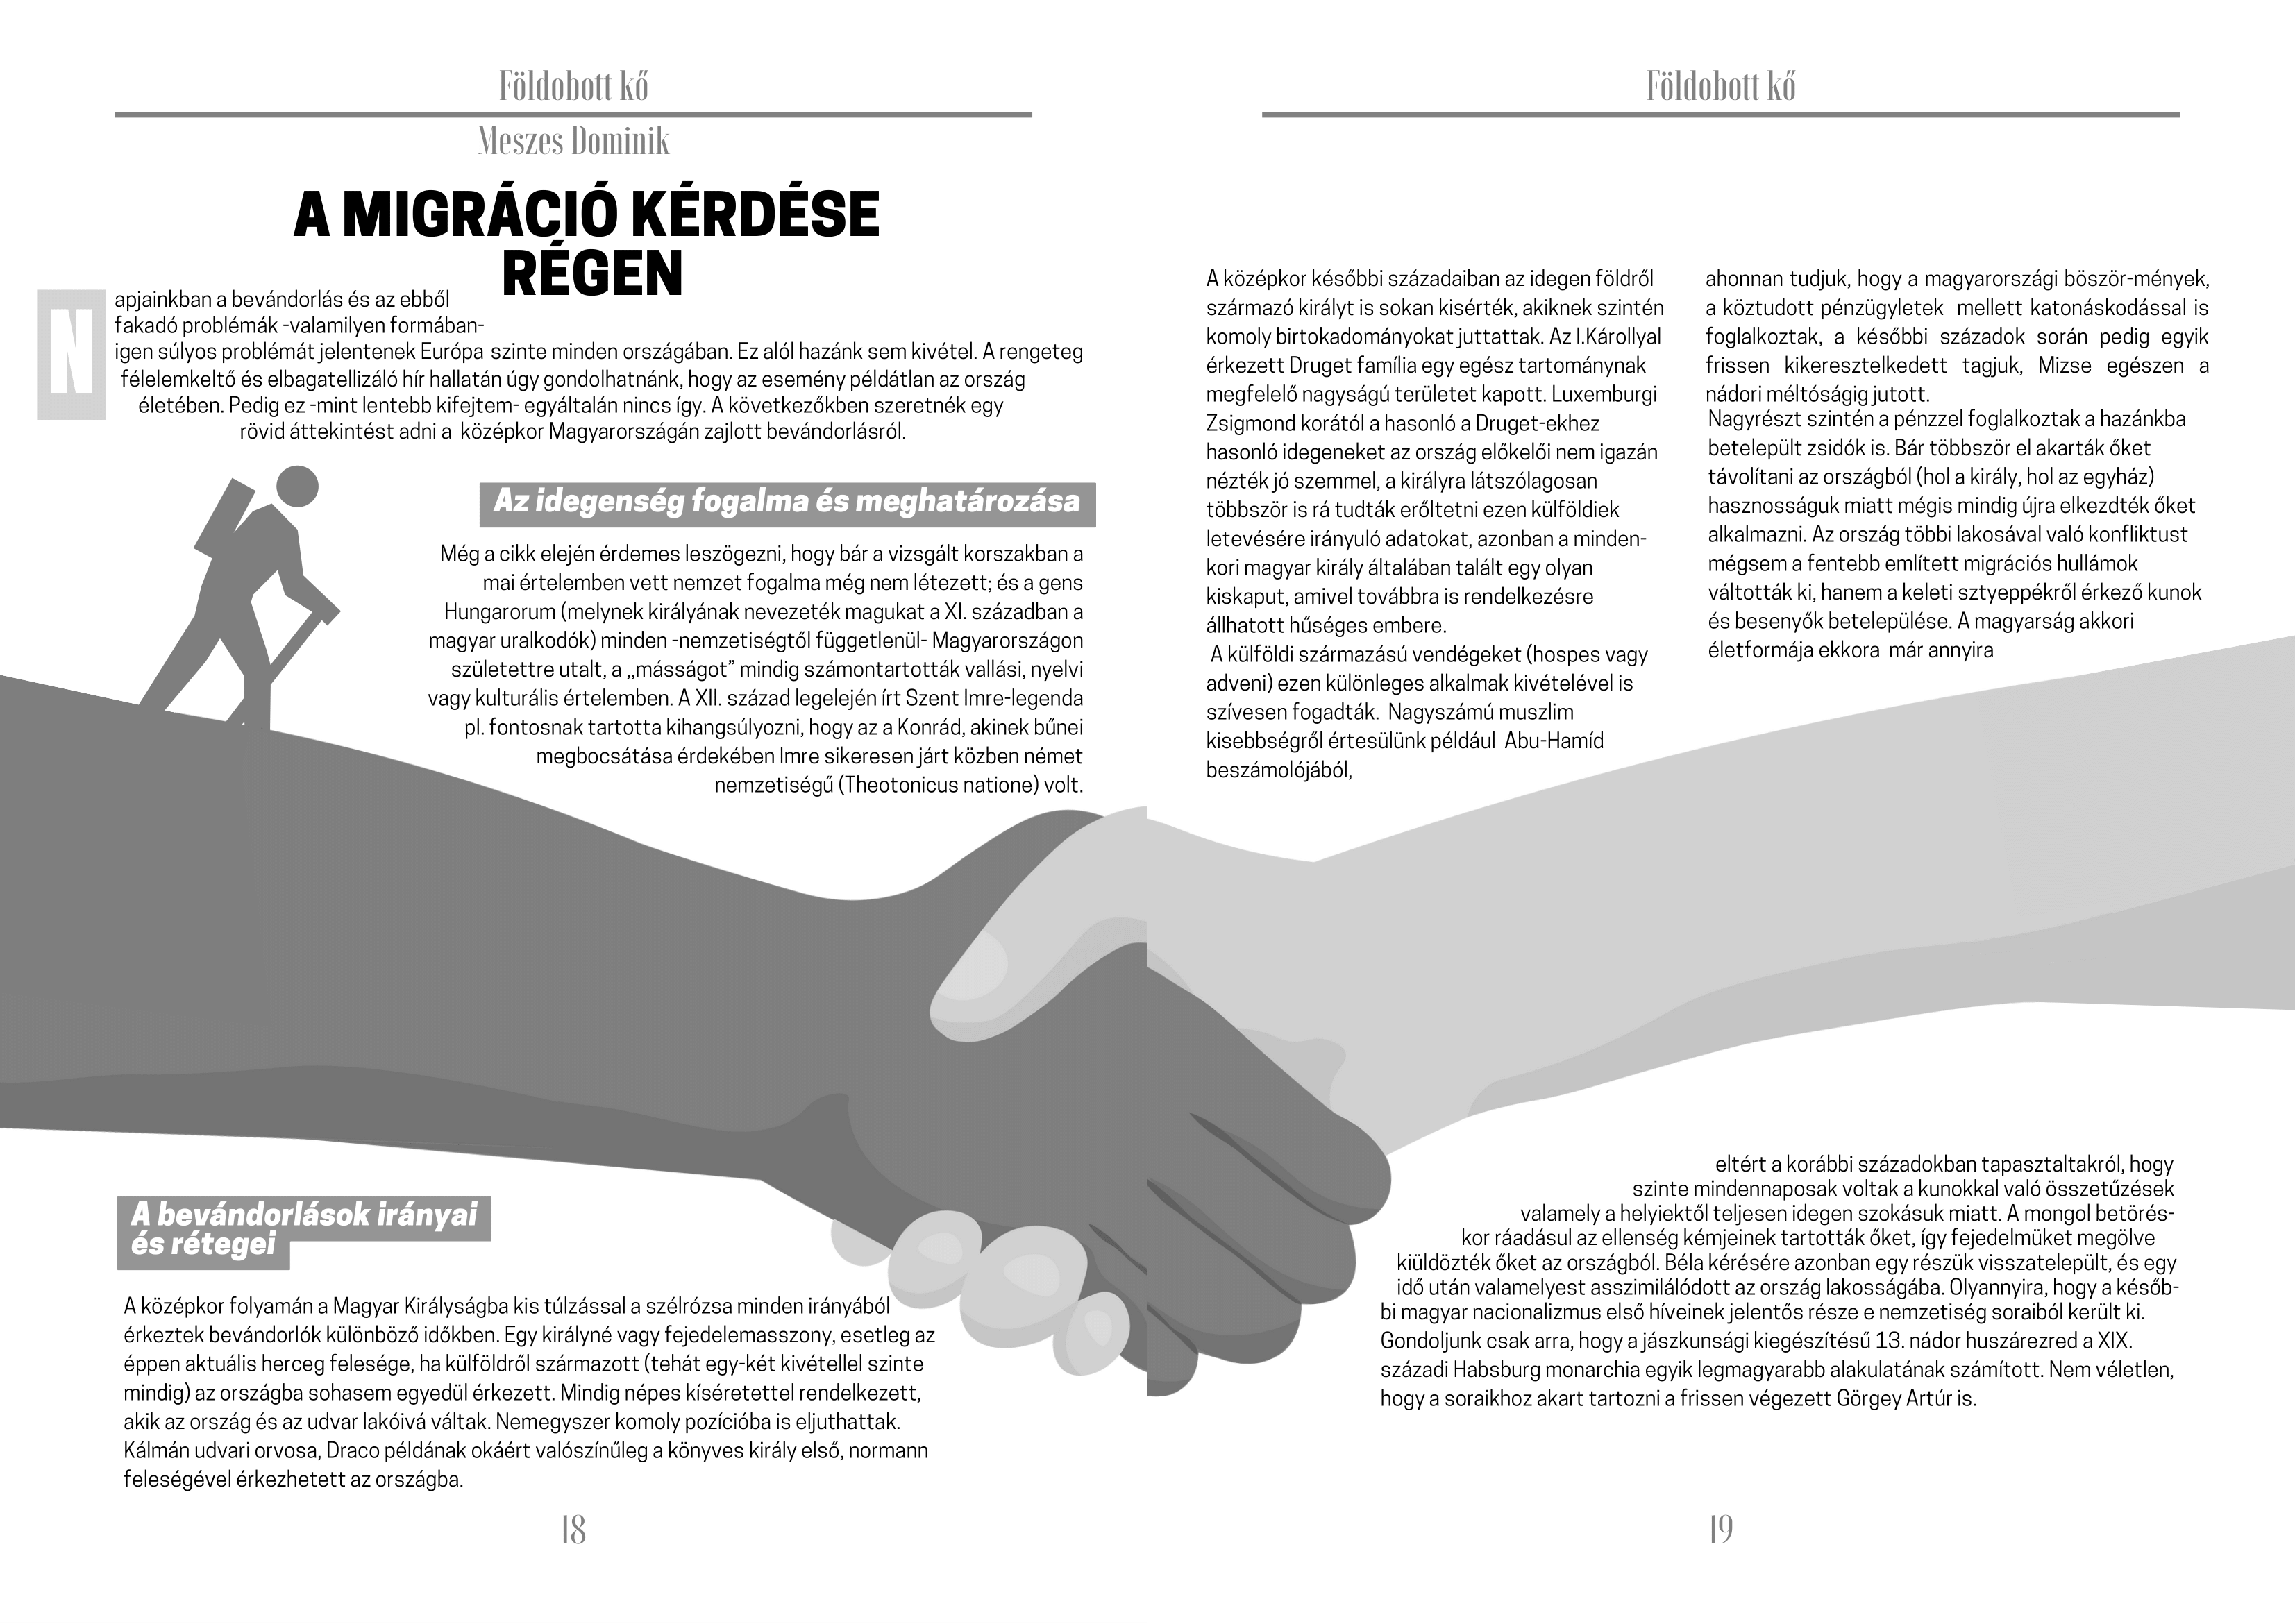 Földobott kő
Meszes Dominik
A MIGRÁCIÓ KÉRDÉSE
RÉGEN
N
apjainkban a bevándorlás és az ebből
fakadó problémák -valamilyen formában-
igen súlyos problémát jelentenek Európa szinte minden országában. Ez alól hazánk sem kivétel. A rengeteg
félelemkeltő és elbagatellizáló hír hallatán úgy gondolhatnánk, hogy az esemény példátlan az ország
életében. Pedig ez -mint lentebb kifejtem- egyáltalán nincs így. A következőkben szeretnék egy
rövid áttekintést adni a középkor Magyarországán zajlott bevándorlásról.
Az idegenség fogalma és meghatározása
Még a cikk elején érdemes leszögezni, hogy bár a vizsgált korszakban a
mai értelemben vett nemzet fogalma még nem létezett; és a gens
Hungarorum (melynek királyának nevezeték magukat a XI. században a
magyar uralkodók) minden -nemzetiségtől függetlenül- Magyarországon
születettre utalt, a ,,másságot” mindig számontartották vallási, nyelvi
vagy kulturális értelemben. A XII. század legelején írt Szent Imre-legenda
pl. fontosnak tartotta kihangsúlyozni, hogy az a Konrád, akinek bűnei
megbocsátása érdekében Imre sikeresen járt közben német
nemzetiségű (Theotonicus natione) volt.
A bevándorlások irányai
és rétegei
A középkor folyamán a Magyar Királyságba kis túlzással a szélrózsa minden irányából
érkeztek bevándorlók különböző időkben. Egy királyné vagy fejedelemasszony, esetleg az
éppen aktuális herceg felesége, ha külföldről származott (tehát egy-két kivétellel szinte
mindig) az országba sohasem egyedül érkezett. Mindig népes kíséretettel rendelkezett,
akik az ország és az udvar lakóivá váltak. Nemegyszer komoly pozícióba is eljuthattak.
Kálmán udvari orvosa, Draco példának okáért valószínűleg a könyves király első, normann
feleségével érkezhetett az országba.
18
Földobott kő
A középkor későbbi századaiban az idegen földről
származó királyt is sokan kisérték, akiknek szintén
komoly birtokadományokat juttattak. Az I.Károllyal
érkezett Druget família egy egész tartománynak
megfelelő nagyságú területet kapott. Luxemburgi
Zsigmond korától a hasonló a Druget-ekhez
hasonló idegeneket az ország előkelői nem igazán
nézték jó szemmel, a királyra látszólagosan
többször is rá tudták erőltetni ezen külföldiek
letevésére irányuló adatokat, azonban a minden-
kori magyar király általában talált egy olyan
kiskaput, amivel továbbra is rendelkezésre
állhatott hűséges embere.
A külföldi származású vendégeket (hospes vagy
adveni) ezen különleges alkalmak kivételével is
szívesen fogadták. Nagyszámú muszlim
kisebbségről értesülünk például Abu-Hamíd
beszámolójából,
ahonnan tudjuk, hogy a magyarországi böször-mények,
a köztudott pénzügyletek mellett katonáskodással is
foglalkoztak, a későbbi századok során pedig egyik
frissen kikeresztelkedett tagjuk, Mizse egészen a
nádori méltóságig jutott.
Nagyrészt szintén a pénzzel foglalkoztak a hazánkba
betelepült zsidók is. Bár többször el akarták őket
távolítani az országból (hol a király, hol az egyház)
hasznosságuk miatt mégis mindig újra elkezdték őket
alkalmazni. Az ország többi lakosával való konfliktust
mégsem a fentebb említett migrációs hullámok
váltották ki, hanem a keleti sztyeppékről érkező kunok
és besenyők betelepülése. A magyarság akkori
életformája ekkora már annyira
eltért a korábbi századokban tapasztaltakról, hogy
szinte mindennaposak voltak a kunokkal való összetűzések
valamely a helyiektől teljesen idegen szokásuk miatt. A mongol betörés-
kor ráadásul az ellenség kémjeinek tartották őket, így fejedelmüket megölve
kiüldözték őket az országból. Béla kérésére azonban egy részük visszatelepült, és egy
idő után valamelyest asszimilálódott az ország lakosságába. Olyannyira, hogy a későb-
bi magyar nacionalizmus első híveinek jelentős része e nemzetiség soraiból került ki.
Gondoljunk csak arra, hogy a jászkunsági kiegészítésű 13. nádor huszárezred a XIX.
századi Habsburg monarchia egyik legmagyarabb alakulatának számított. Nem véletlen,
hogy a soraikhoz akart tartozni a frissen végezett Görgey Artúr is.
19